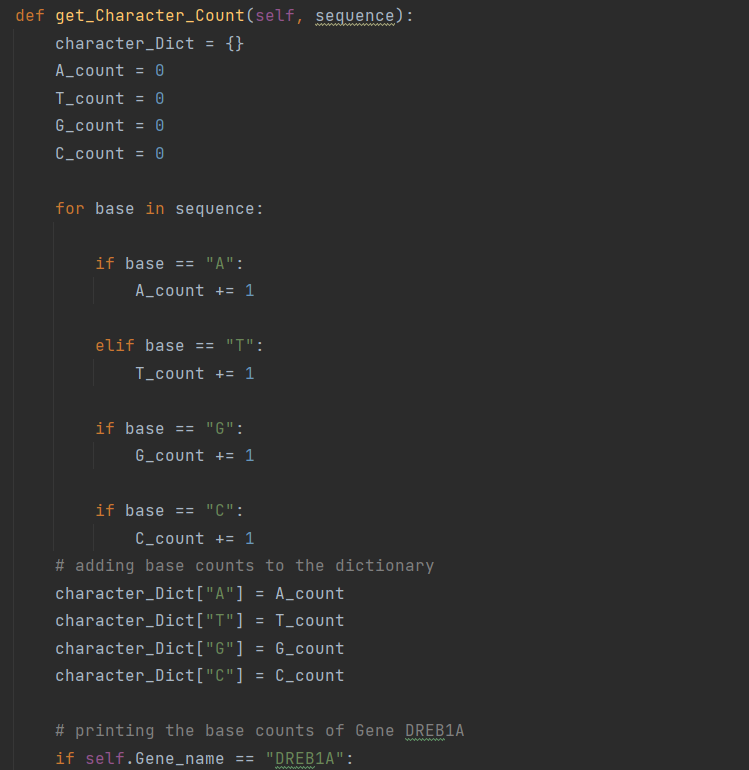 def get_Character_Count(self, sequence):
    character_Dict = {}
    A_count = 0
    T_count = 0
    G_count = 0
    C_count = 0
    for base in sequence:
        if base == "A":
            A_count += 1
        elif base == "T":
            T_count += 1
        if base == "G":
            G_count += 1
        if base == "C":
            C_count += 1
    # adding base counts to the dictionary
    character_Dict["A"] = A_count
    character_Dict["T"] = T_count
    character_Dict["G"] = G_count
    character_Dict["C"] = C_count
    # printing the base counts of Gene DREB1A
    if self.Gene_name == "DREB1A":